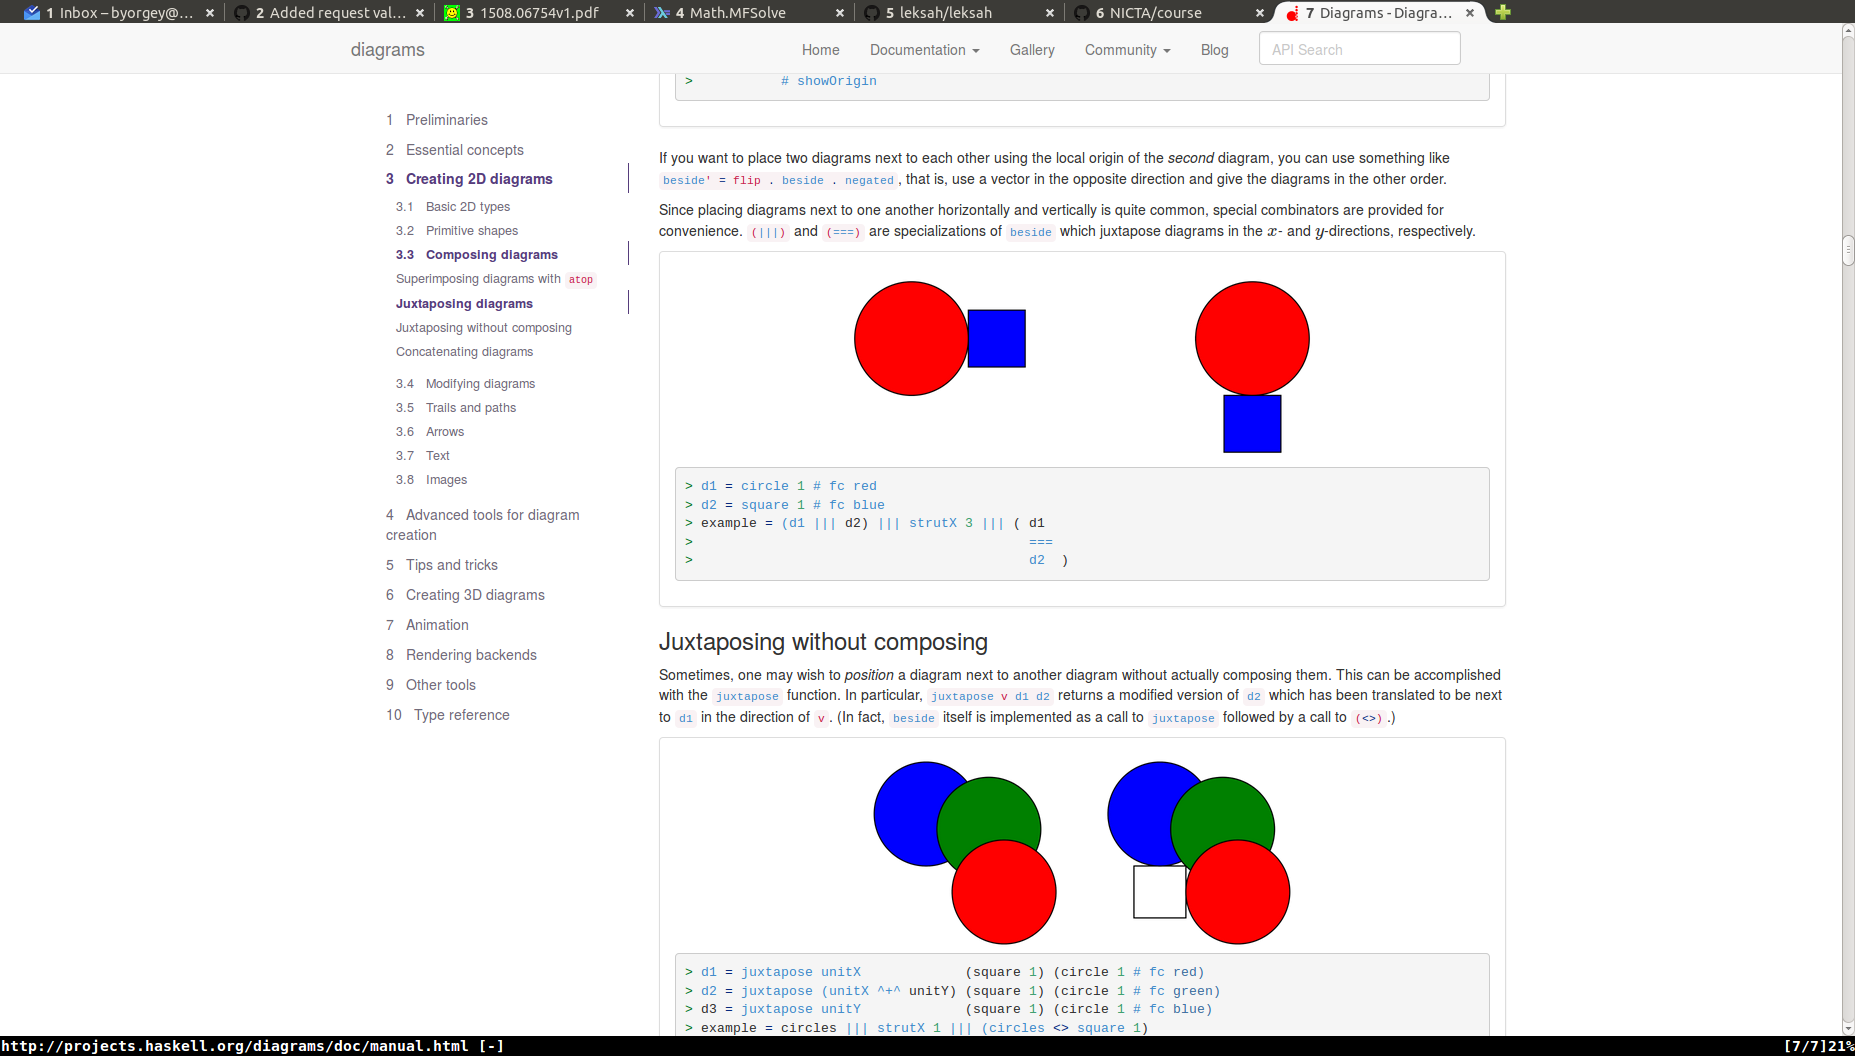 1 Inbox – byorgey@... × 2 Added request val... × 3 1508.06754v1.pdf × 4 Math.MFSolve × 5 leksah/leksah × 6 NICTA/course × 7 Diagrams - Diagra... ×
diagrams Home Documentation Gallery Community Blog API Search
1 Preliminaries
2 Essential concepts
3 Creating 2D diagrams
3.1 Basic 2D types
3.2 Primitive shapes
3.3 Composing diagrams
Superimposing diagrams with atop
Juxtaposing diagrams
Juxtaposing without composing
Concatenating diagrams
3.4 Modifying diagrams
3.5 Trails and paths
3.6 Arrows
3.7 Text
3.8 Images
4 Advanced tools for diagram
creation
5 Tips and tricks
6 Creating 3D diagrams
7 Animation
8 Rendering backends
9 Other tools
10 Type reference
> # showOrigin
If you want to place two diagrams next to each other using the local origin of the second diagram, you can use something like
beside' = flip . beside . negated , that is, use a vector in the opposite direction and give the diagrams in the other order.
Since placing diagrams next to one another horizontally and vertically is quite common, special combinators are provided for
convenience. (|||) and (===) are specializations of beside which juxtapose diagrams in the x- and y-directions, respectively.
> d1 = circle 1 # fc red
> d2 = square 1 # fc blue
> example = (d1 ||| d2) ||| strutX 3 ||| ( d1
> ===
> d2 )
Juxtaposing without composing
Sometimes, one may wish to position a diagram next to another diagram without actually composing them. This can be accomplished
with the juxtapose function. In particular, juxtapose v d1 d2 returns a modified version of d2 which has been translated to be next
to d1 in the direction of v . (In fact, beside itself is implemented as a call to juxtapose followed by a call to (<>) .)
> d1 = juxtapose unitX (square 1) (circle 1 # fc red)
> d2 = juxtapose (unitX ^+^ unitY) (square 1) (circle 1 # fc green)
> d3 = juxtapose unitY (square 1) (circle 1 # fc blue)
> example = circles ||| strutX 1 ||| (circles <> square 1)
http://projects.haskell.org/diagrams/doc/manual.html [-] [7/7]21%